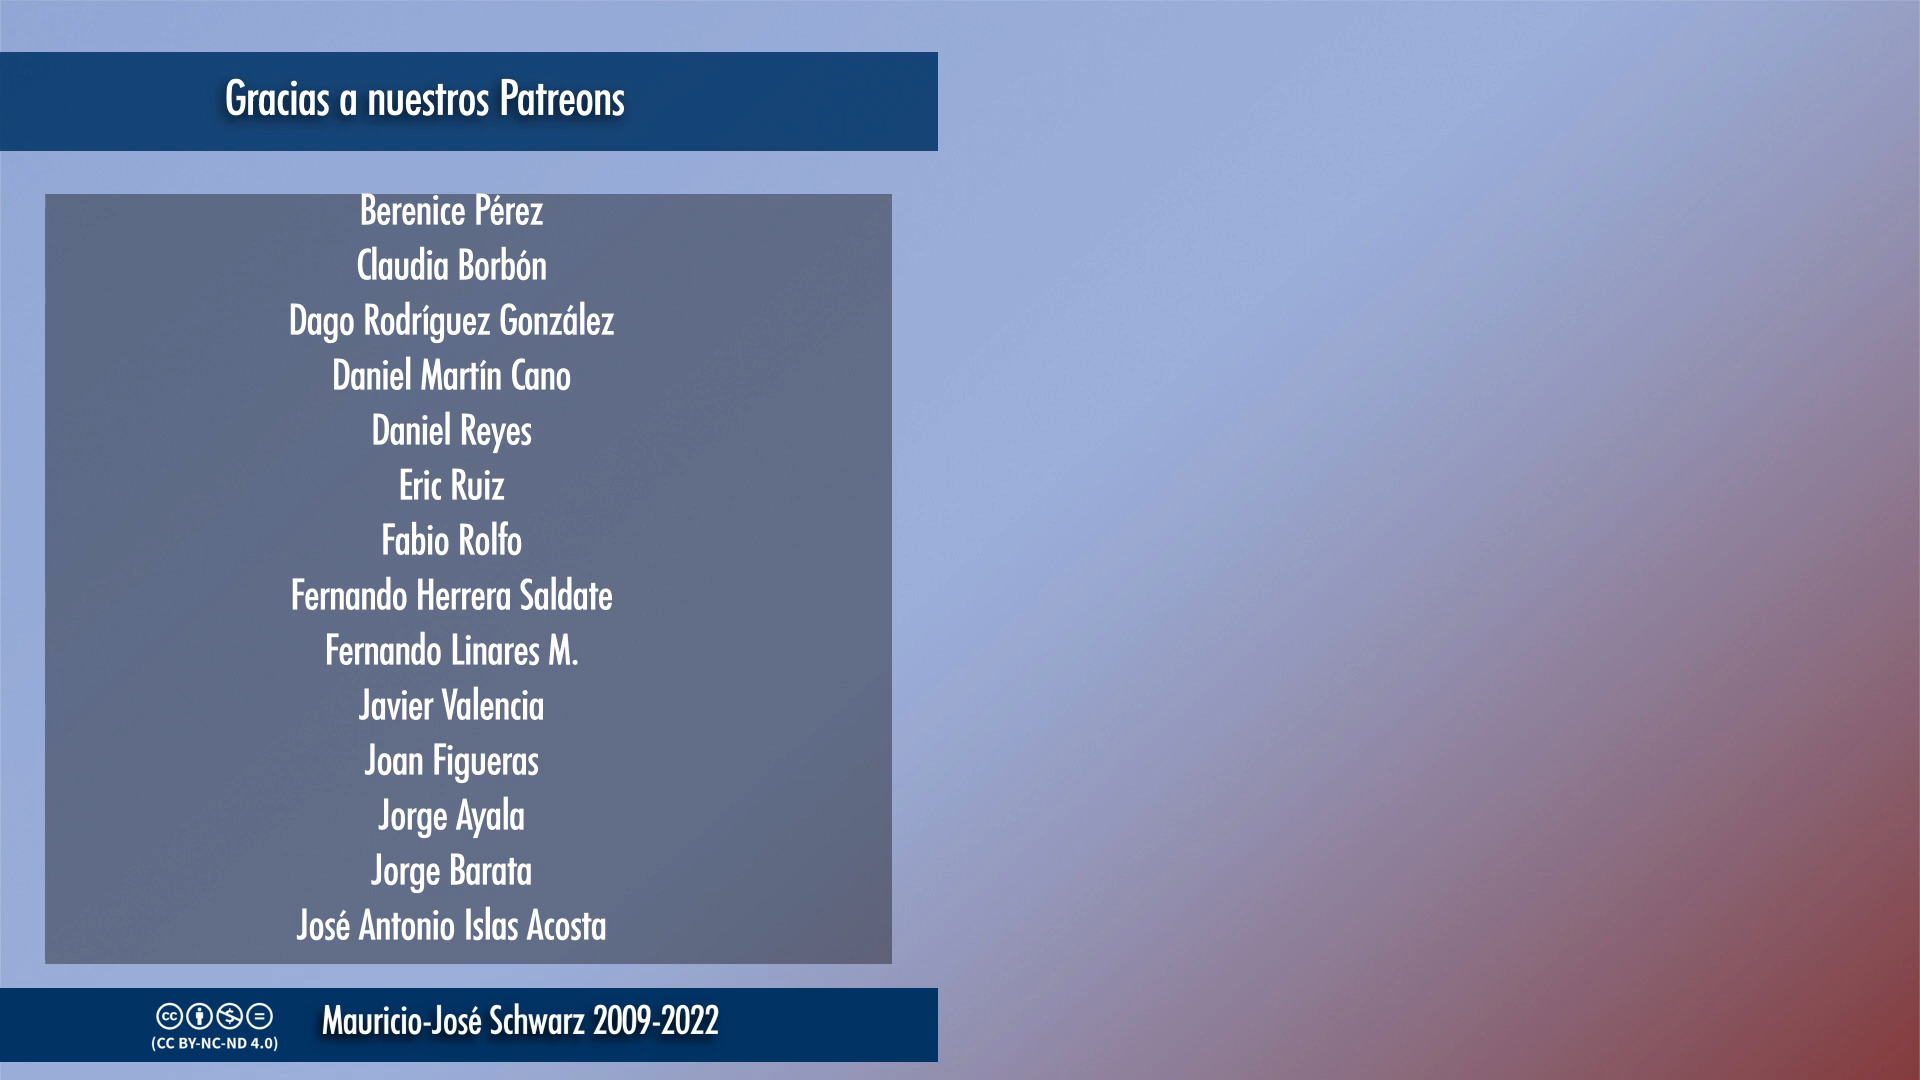 Gracias a nuestros Patreons
Berenice Pérez
Claudia Borbón
Dago Rodríguez González
Daniel Martín Cano
Daniel Reyes
Eric Ruiz
Fabio Rolfo
Fernando Herrera Saldate
Fernando Linares M.
Javier Valencia
Joan Figueras
Jorge Ayala
Jorge Barata
José Antonio Islas Acosta
cc $ =
(CC BY-NC-ND 4.0)
Mauricio-José Schwarz 2009-2022